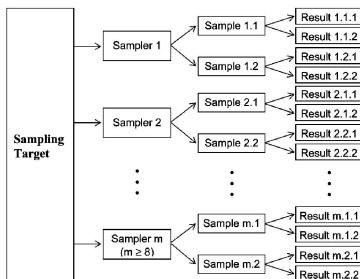 Sampling
Target
Sampler 1
Sample 1.1
Result 1.1.1
Result 1.1.2
Sample 1.2
Result 1.2.1
Result 1.2.2
Sampler 2
Sample 2.1
Result 2.1.1
Result 2.1.2
Sample 2.2
Result 2.2.1
Result 2.2.2
Sampler m
(m ≥ 8)
Sample m.1
Result m.1.1
Result m.1.2
Sample m.2
Result m.2.1
Result m.2.2